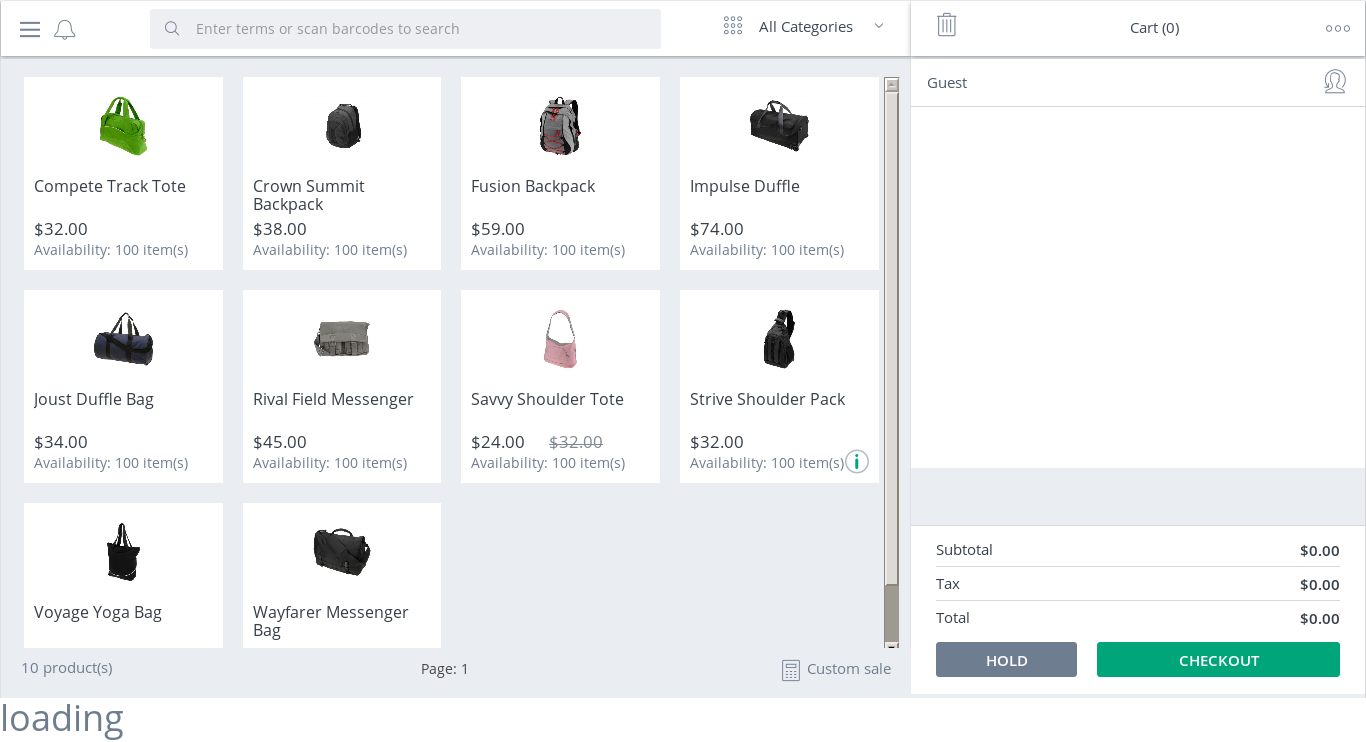 Enter terms or scan barcodes to search
All Categories
Cart (0)
Guest
Compete Track Tote
$32.00
Availability: 100 item(s)
Crown Summit
Backpack
$38.00
Availability: 100 item(s)
Fusion Backpack
$59.00
Availability: 100 item(s)
Impulse Duffle
$74.00
Availability: 100 item(s)
Joust Duffle Bag
$34.00
Availability: 100 item(s)
Rival Field Messenger
$45.00
Availability: 100 item(s)
Savvy Shoulder Tote
$24.00 $32.00
Availability: 100 item(s)
Strive Shoulder Pack
$32.00
Availability: 100 item(s)
Voyage Yoga Bag
Wayfarer Messenger
Bag
10 product(s)
Page: 1
Custom sale
Subtotal $0.00
Tax $0.00
Total $0.00
HOLD
CHECKOUT
loading